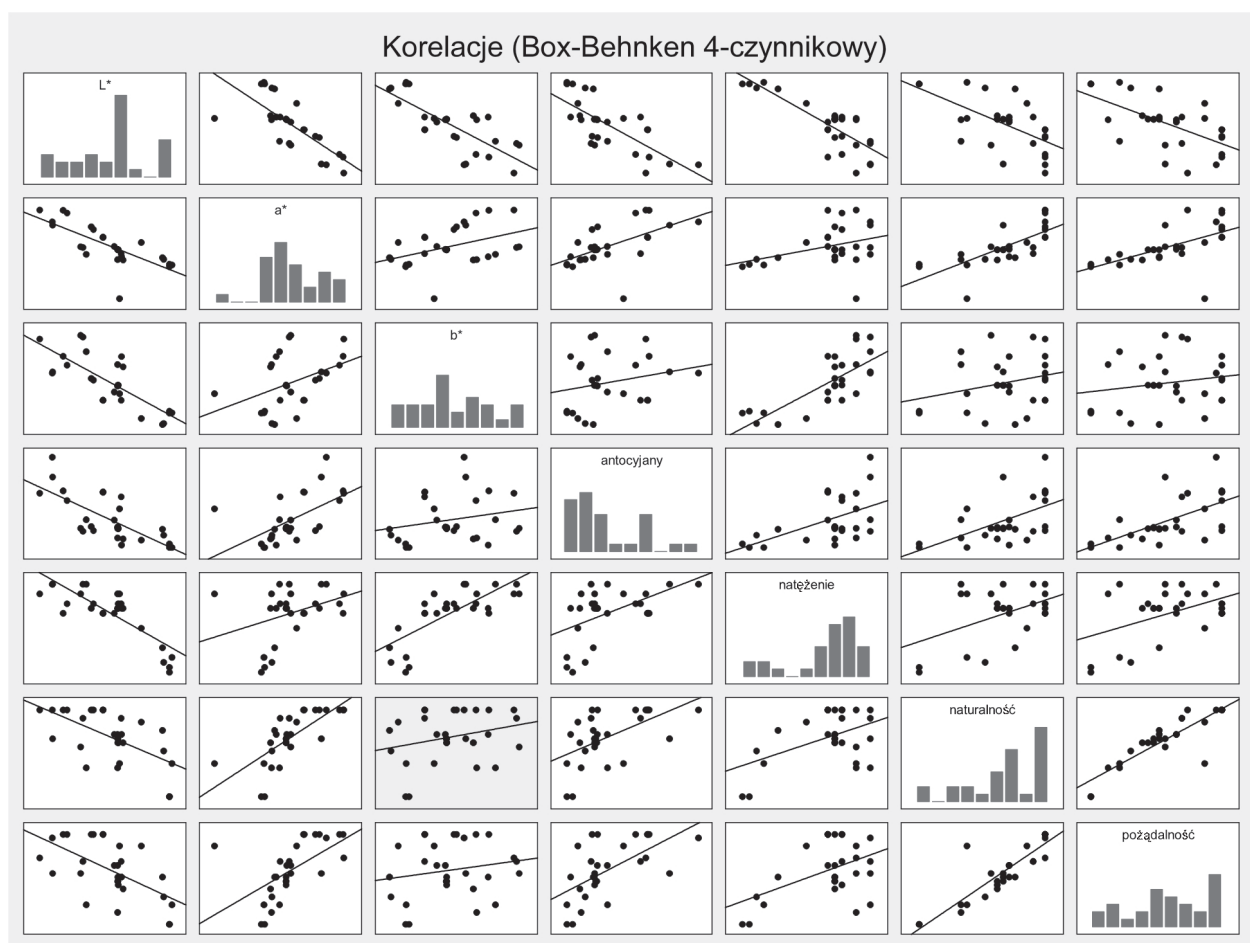 Korelacje (Box-Behnken 4-czynnikowy)
L*
a*
b*
antocyjany
natężenie
naturalność
pożądalność